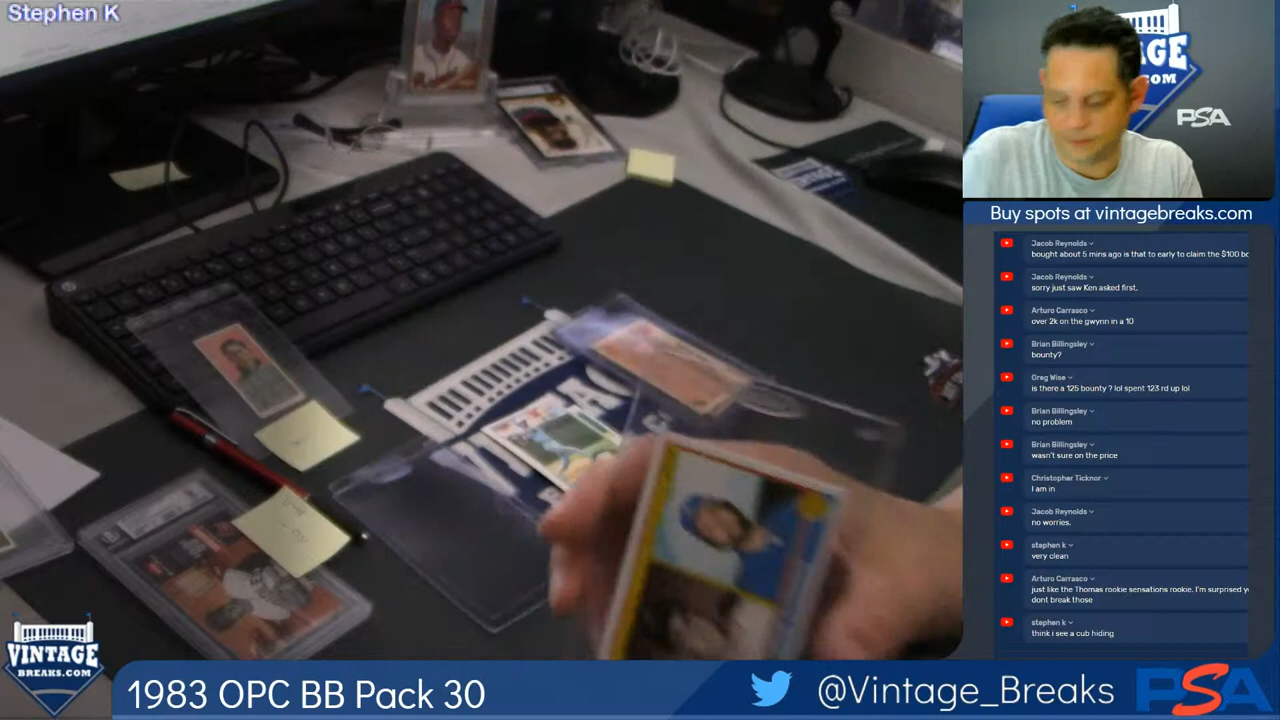 Stephen K
VINTAGE
.COM
PSA
Buy spots at vintagebreaks.com
Jacob Reynolds
bought about 5 mins ago is that to early to claim the $100 bo
Jacob Reynolds
sorry just saw Ken asked first.
Arturo Carrasco
over 2k on the gwynn in a 10
Brian Billingsley
bounty?
Greg Wise
is there a 125 bounty ? lol spent 123 rd up lol
Brian Billingsley
no problem
Brian Billingsley
wasn't sure on the price
Christopher Ticknor
I am in
Jacob Reynolds
no worries.
stephen k
very clean
Arturo Carrasco
just like the Thomas rookie sensations rookie. I'm surprised y
dont break those
stephen k
think i see a cub hiding
VINTAGE
BREAKS.COM
1983 OPC BB Pack 30
@Vintage_Breaks
PSA